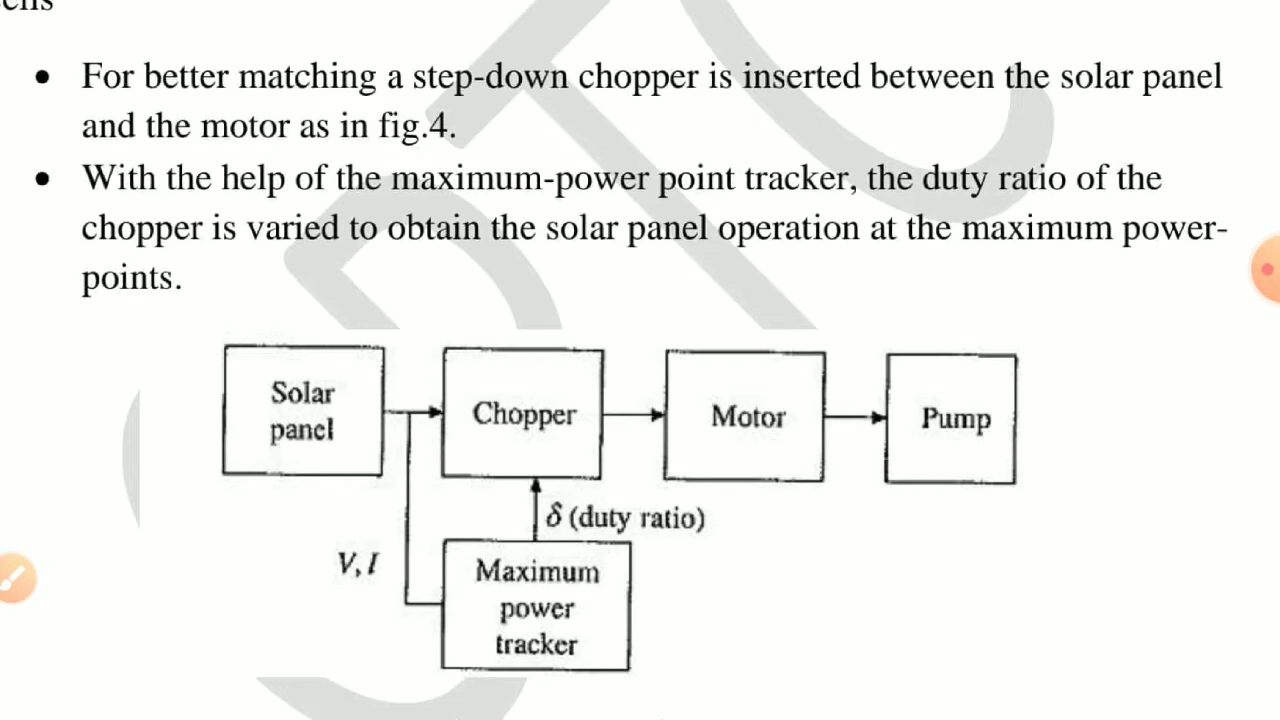 • For better matching a step-down chopper is inserted between the solar panel
and the motor as in fig.4.
• With the help of the maximum-power point tracker, the duty ratio of the
chopper is varied to obtain the solar panel operation at the maximum power-
points.
Solar
panel
Chopper
Motor
Pump
δ (duty ratio)
V, I
Maximum
power
tracker